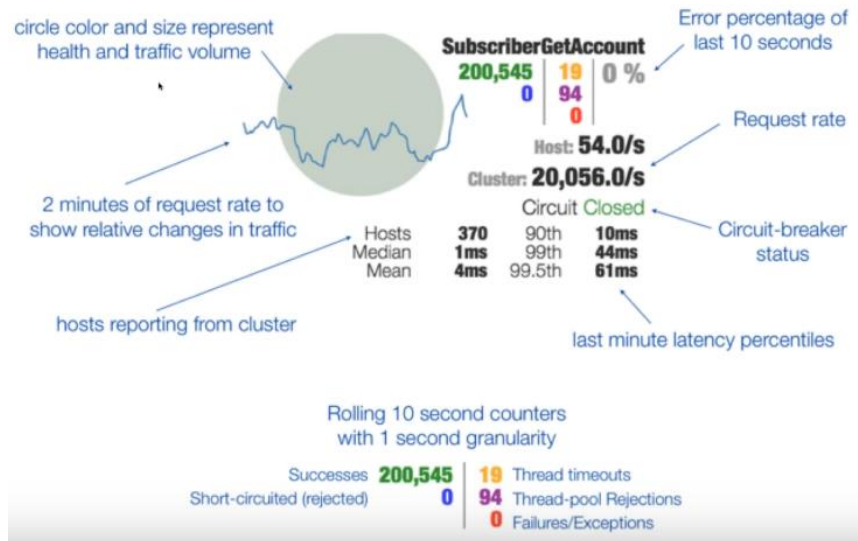 circle color and size represent
health and traffic volume
SubscriberGetAccount
200,545 19 0 %
0 94
0
Error percentage of
last 10 seconds
Host: 54.0/s
Cluster: 20,056.0/s
Request rate
Circuit Closed
Circuit-breaker
status
2 minutes of request rate to
show relative changes in traffic
Hosts 370 90th 10ms
Median 1ms 99th 44ms
Mean 4ms 99.5th 61ms
hosts reporting from cluster
last minute latency percentiles
Rolling 10 second counters
with 1 second granularity
Successes 200,545 19 Thread timeouts
Short-circuited (rejected) 0 94 Thread-pool Rejections
0 Failures/Exceptions